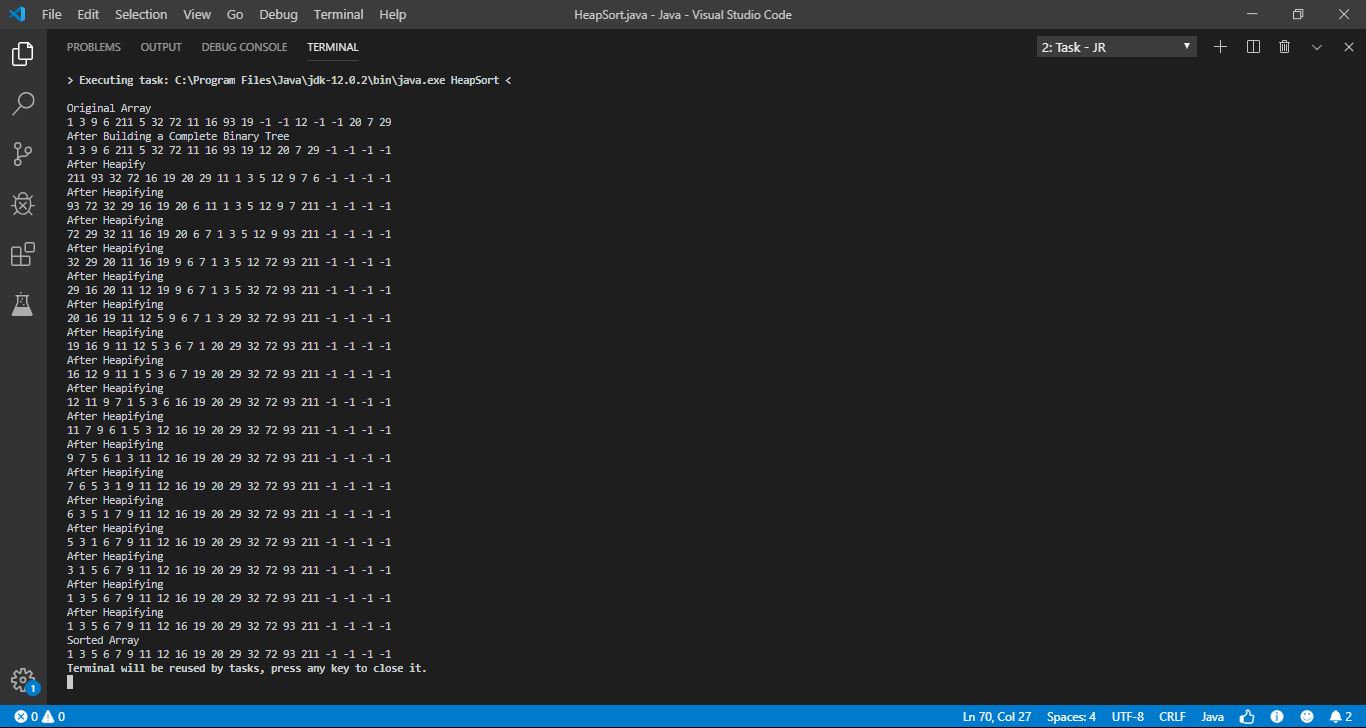 File Edit Selection View Go Debug Terminal Help HeapSort.java - Java - Visual Studio Code
PROBLEMS OUTPUT DEBUG CONSOLE TERMINAL 2: Task - JR
> Executing task: C:\Program Files\Java\jdk-12.0.2\bin\java.exe HeapSort <
Original Array
1 3 9 6 211 5 32 72 11 16 93 19 -1 -1 12 -1 -1 20 7 29
After Building a Complete Binary Tree
1 3 9 6 211 5 32 72 11 16 93 19 12 20 7 29 -1 -1 -1 -1
After Heapify
211 93 32 72 16 19 20 29 11 1 3 5 12 9 7 6 -1 -1 -1 -1
After Heapifying
93 72 32 29 16 19 20 6 11 1 3 5 12 9 7 211 -1 -1 -1 -1
After Heapifying
72 29 32 11 16 19 20 6 7 1 3 5 12 9 93 211 -1 -1 -1 -1
After Heapifying
32 29 20 11 16 19 9 6 7 1 3 5 12 72 93 211 -1 -1 -1 -1
After Heapifying
29 16 20 11 12 19 9 6 7 1 3 5 32 72 93 211 -1 -1 -1 -1
After Heapifying
20 16 19 11 12 5 9 6 7 1 3 29 32 72 93 211 -1 -1 -1 -1
After Heapifying
19 16 9 11 12 5 3 6 7 1 20 29 32 72 93 211 -1 -1 -1 -1
After Heapifying
16 12 9 11 1 5 3 6 7 19 20 29 32 72 93 211 -1 -1 -1 -1
After Heapifying
12 11 9 7 1 5 3 6 16 19 20 29 32 72 93 211 -1 -1 -1 -1
After Heapifying
11 7 9 6 1 5 3 12 16 19 20 29 32 72 93 211 -1 -1 -1 -1
After Heapifying
9 7 5 6 1 3 11 12 16 19 20 29 32 72 93 211 -1 -1 -1 -1
After Heapifying
7 6 5 3 1 9 11 12 16 19 20 29 32 72 93 211 -1 -1 -1 -1
After Heapifying
6 3 5 1 7 9 11 12 16 19 20 29 32 72 93 211 -1 -1 -1 -1
After Heapifying
5 3 1 6 7 9 11 12 16 19 20 29 32 72 93 211 -1 -1 -1 -1
After Heapifying
3 1 5 6 7 9 11 12 16 19 20 29 32 72 93 211 -1 -1 -1 -1
After Heapifying
1 3 5 6 7 9 11 12 16 19 20 29 32 72 93 211 -1 -1 -1 -1
After Heapifying
1 3 5 6 7 9 11 12 16 19 20 29 32 72 93 211 -1 -1 -1 -1
Sorted Array
1 3 5 6 7 9 11 12 16 19 20 29 32 72 93 211 -1 -1 -1 -1
Terminal will be reused by tasks, press any key to close it.
1
0 0 Ln 70, Col 27 Spaces: 4 UTF-8 CRLF Java 2